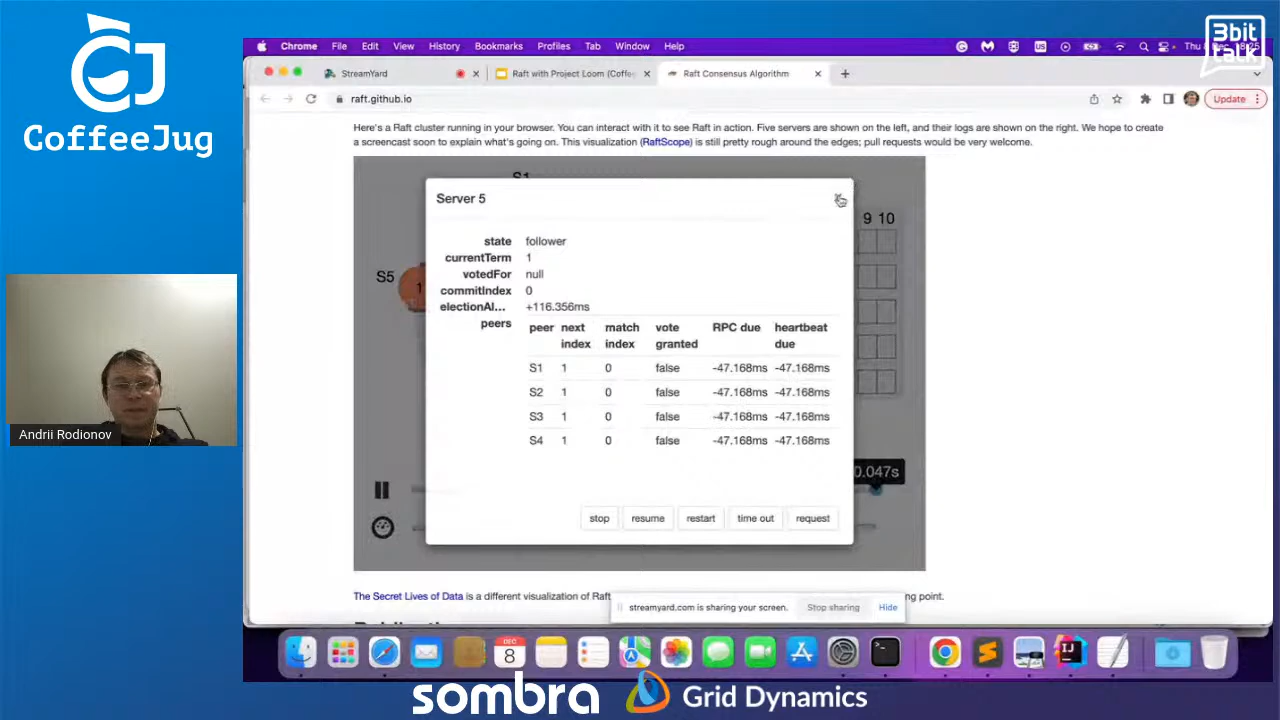 CoffeeJug
3bit
talk
Chrome File Edit View History Bookmarks Profiles Tab Window Help
StreamYard
Raft with Project Loom (Coffe
Raft Consensus Algorithm
raft.github.io
Update
Here's a Raft cluster running in your browser. You can interact with it to see Raft in action. Five servers are shown on the left, and their logs are shown on the right. We hope to
create a screencast soon to explain what's going on. This visualization (RaftScope) is still pretty rough around the edges; pull requests would be very welcome.
S1
Server 5
9 10
state follower
currentTerm 1
votedFor null
commitIndex 0
electionAl... +116.356ms
peers
peer next index match index vote granted RPC due heartbeat due
S1 1 0 false -47.168ms -47.168ms
S2 1 0 false -47.168ms -47.168ms
S3 1 0 false -47.168ms -47.168ms
S4 1 0 false -47.168ms -47.168ms
S5
1
0.047s
stop resume restart time out request
Andrii Rodionov
The Secret Lives of Data is a different visualization of Raft
ng point.
streamyard.com is sharing your screen. Stop sharing Hide
DEC
8
IJ
sombra
Grid Dynamics